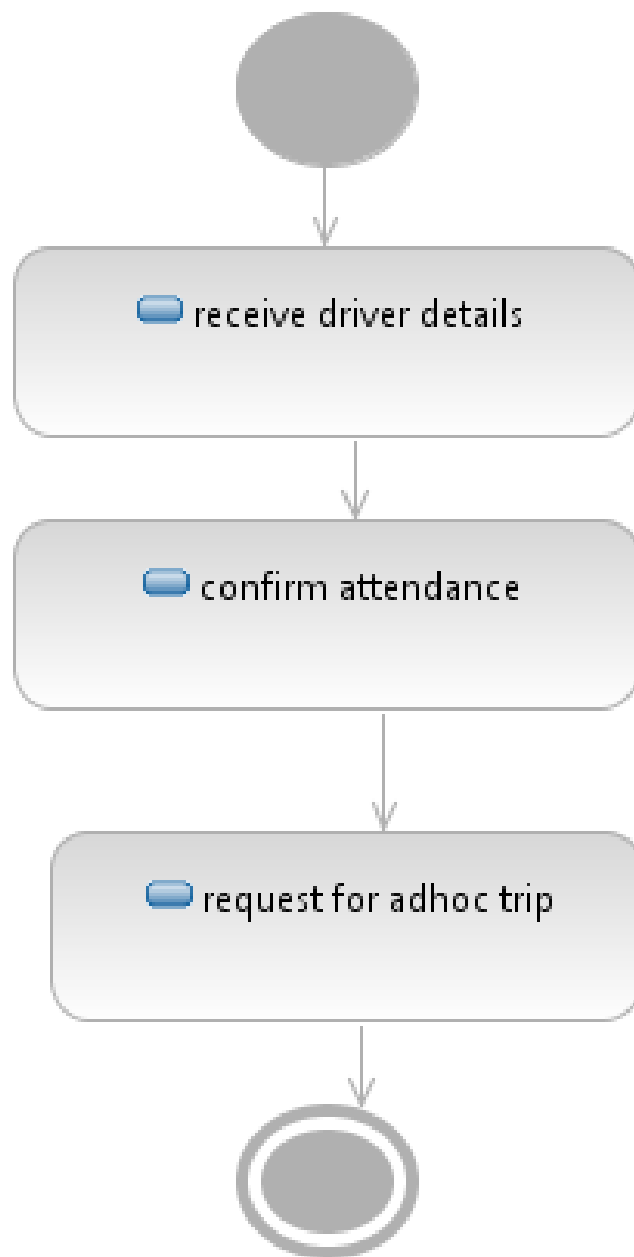 receive driver details
confirm attendance
request for adhoc trip